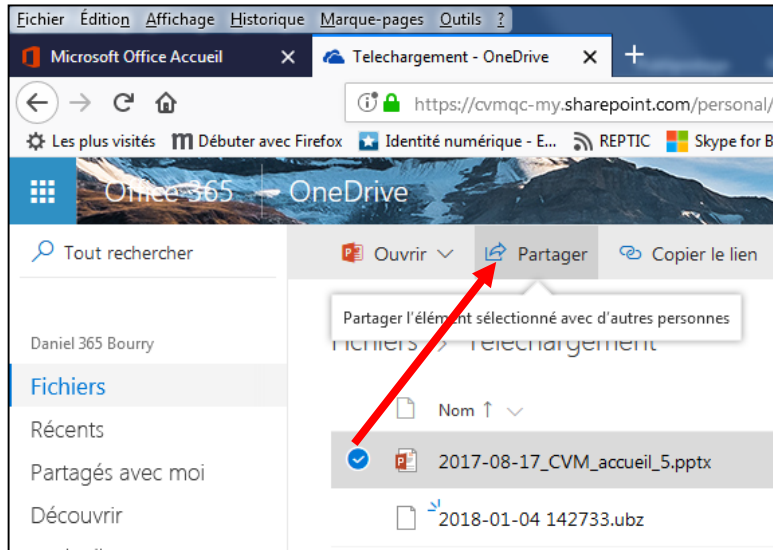 Fichier Édition Affichage Historique Marque-pages Outils ?
Microsoft Office Accueil Telechargement - OneDrive
https://cvmqc-my.sharepoint.com/personal/
Les plus visités Débuter avec Firefox Identité numérique - E... REPTIC Skype for B
Office 365 OneDrive
Tout rechercher Ouvrir Partager Copier le lien
Partager l'élément sélectionné avec d'autres personnes
Daniel 365 Bourry Fichiers > Telechargement
Fichiers
Nom ↑
Récents
2017-08-17_CVM_accueil_5.pptx
Partagés avec moi
Découvrir
2018-01-04 142733.ubz